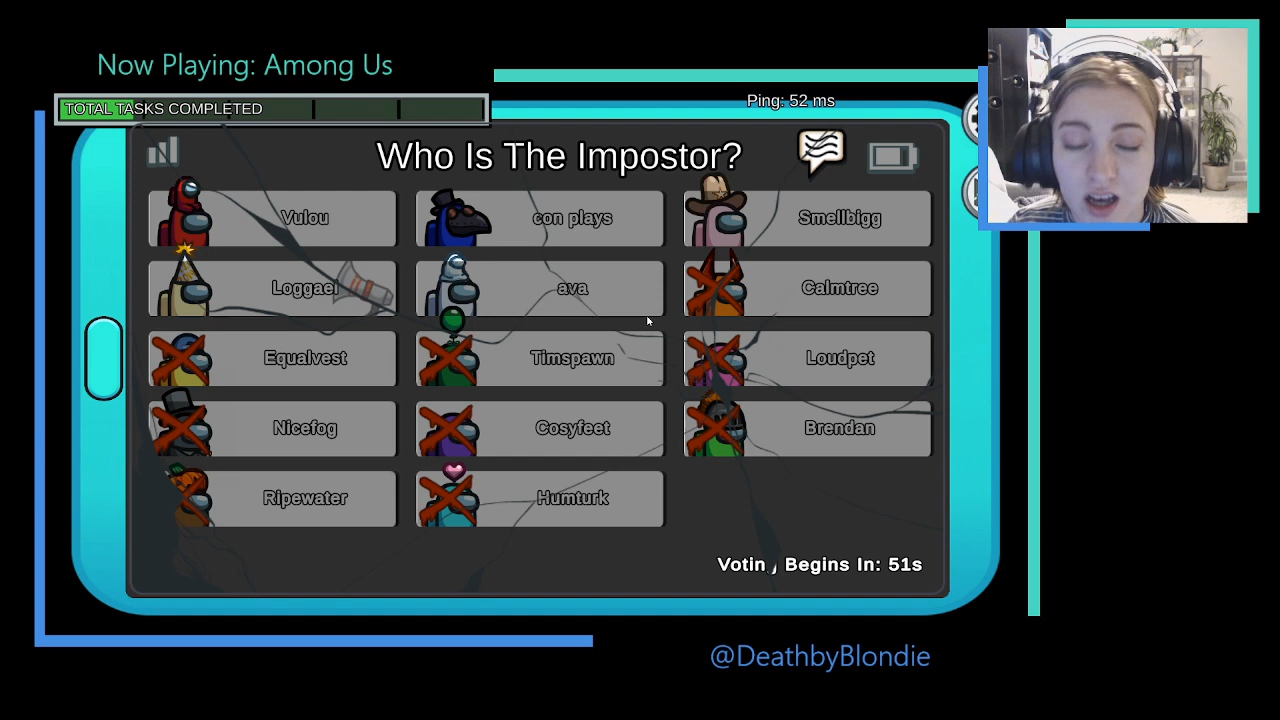 Now Playing: Among Us
TOTAL TASKS COMPLETED
Ping: 52 ms
Who Is The Impostor?
Vulou
con plays
Smellbigg
Loggael
ava
Calmtree
Equalvest
Timspawn
Loudpet
Nicefog
Cosyfeet
Brendan
Ripewater
Humturk
Voting Begins In: 51s
@DeathbyBlondie